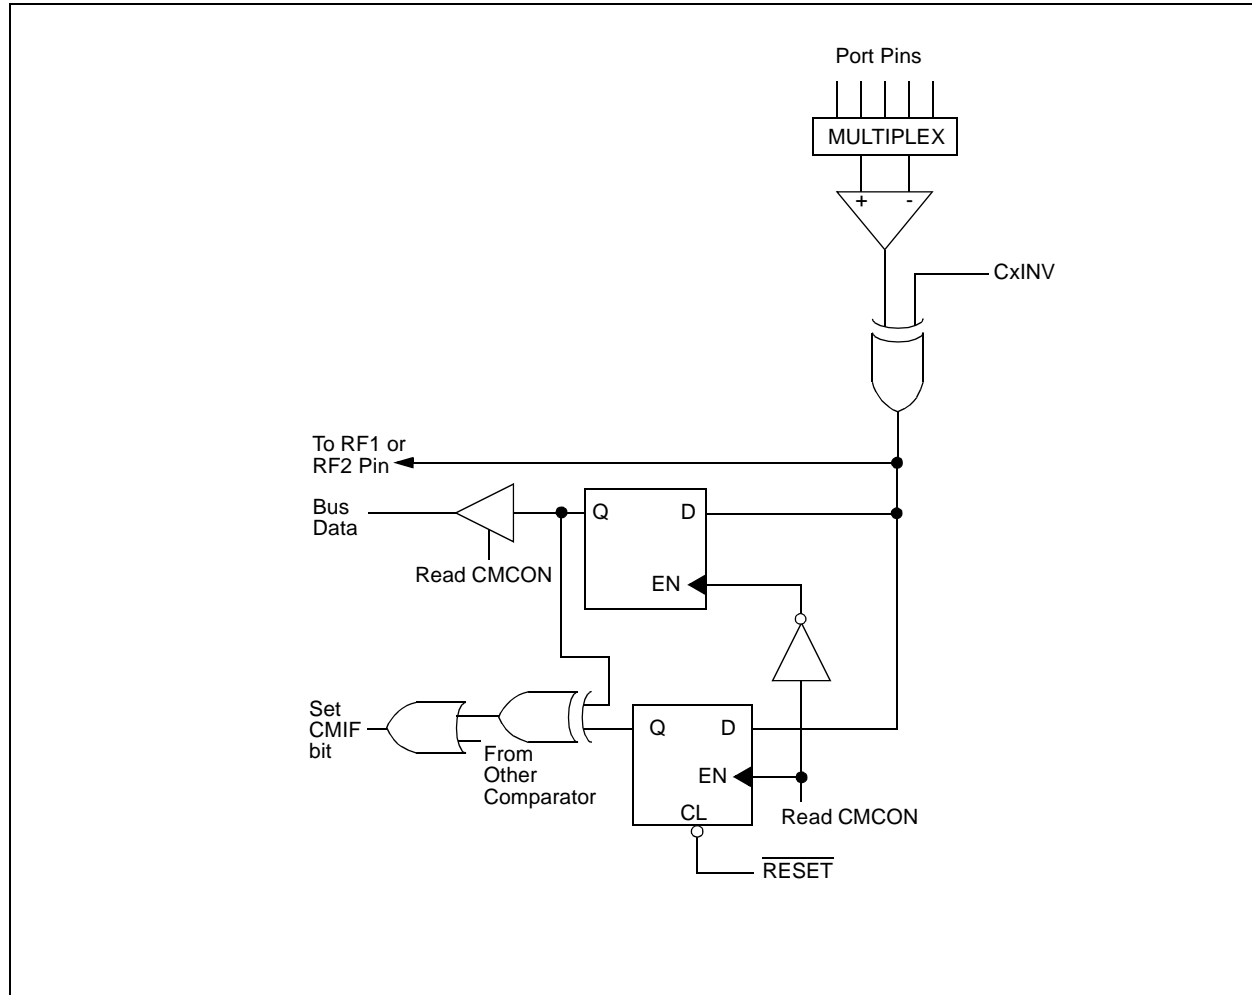 Port Pins
MULTIPLEX
+ -
CxINV
To RF1 or
RF2 Pin
Bus
Data
Q D
EN
Read CMCON
Set
CMIF
bit
From
Other
Comparator
Q D
EN
CL
Read CMCON
RESET